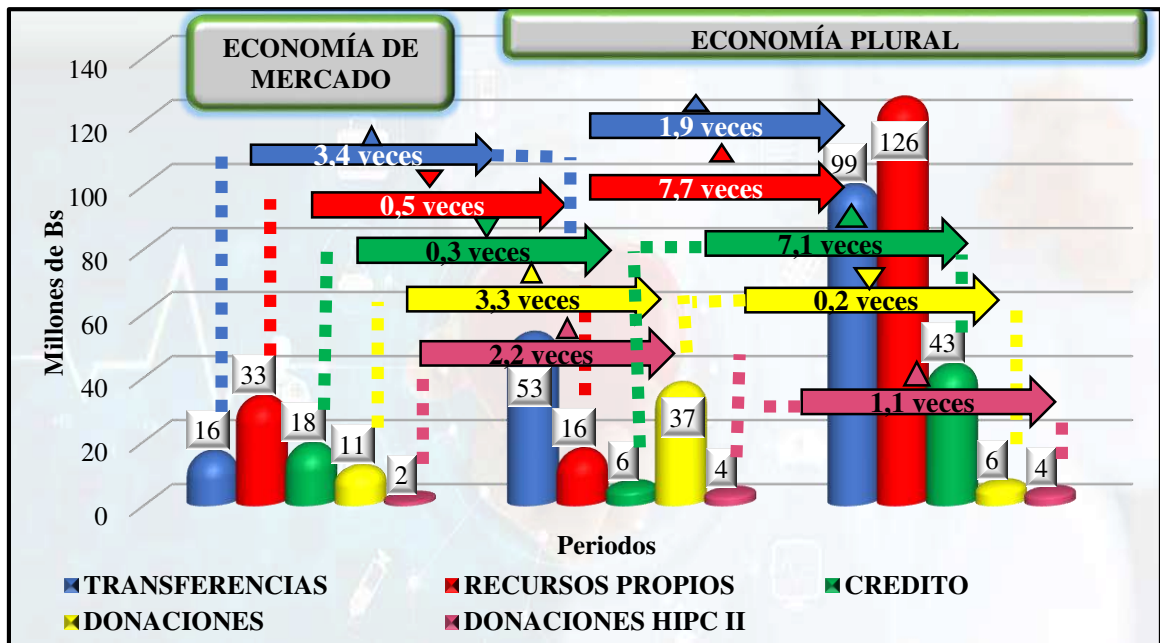 ECONOMÍA DE
MERCADO
ECONOMÍA PLURAL
Millones de Bs
140
120
100
80
60
40
20
0
3,4 veces
0,5 veces
0,3 veces
3,3 veces
2,2 veces
1,9 veces
7,7 veces
7,1 veces
0,2 veces
1,1 veces
16
33
18
11
2
53
16
6
37
4
99
126
43
6
4
Periodos
TRANSFERENCIAS
RECURSOS PROPIOS
CREDITO
DONACIONES
DONACIONES HIPC II